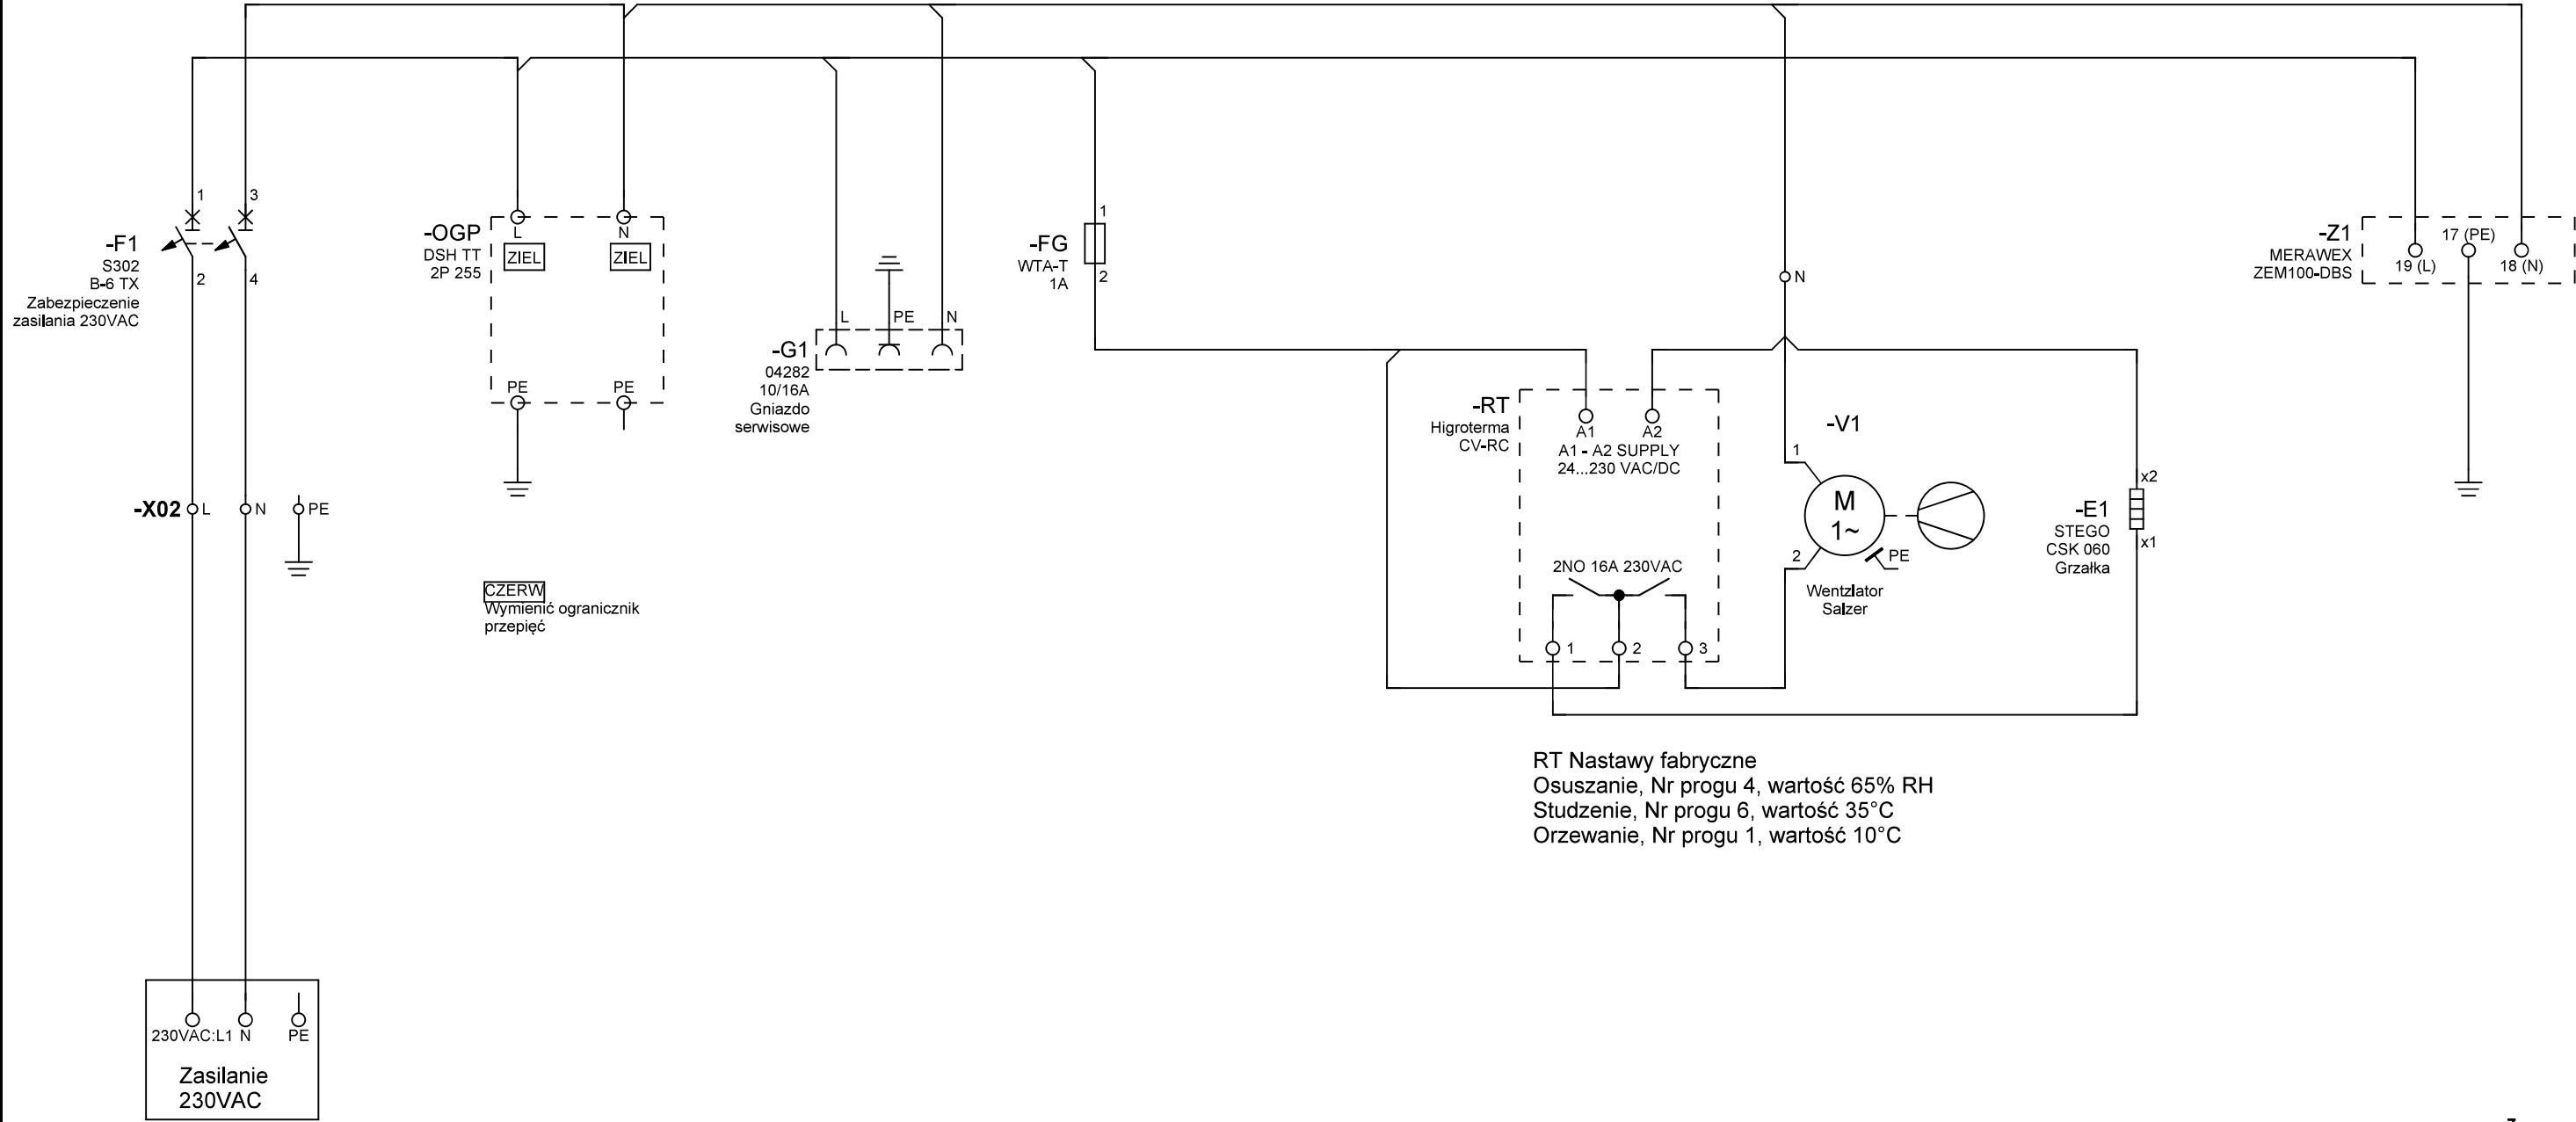 1
3
-F1
S302
B-6 TX
Zabezpieczenie
zasilania 230VAC
2
4
-OGP
DSH TT
2P 255
L
N
ZIEL
ZIEL
PE
PE
-G1
04282
10/16A
Gniazdo
serwisowe
L
PE
N
-FG
WTA-T
1A
1
2
N
-Z1
MERAWEX
ZEM100-DBS
17 (PE)
19 (L)
18 (N)
-RT
Higroterma
CV-RC
A1
A2
A1 - A2 SUPPLY
24...230 VAC/DC
2NO 16A 230VAC
1
2
3
-V1
1
M
1~
2
PE
Wentzlator
Salzer
-E1
STEGO
CSK 060
Grzałka
x2
x1
-X02
L
N
PE
CZERW
Wymienić ogranicznik
przepięć
RT Nastawy fabryczne
Osuszanie, Nr progu 4, wartość 65% RH
Studzenie, Nr progu 6, wartość 35°C
Orzewanie, Nr progu 1, wartość 10°C
230VAC:L1
N
PE
Zasilanie
230VAC